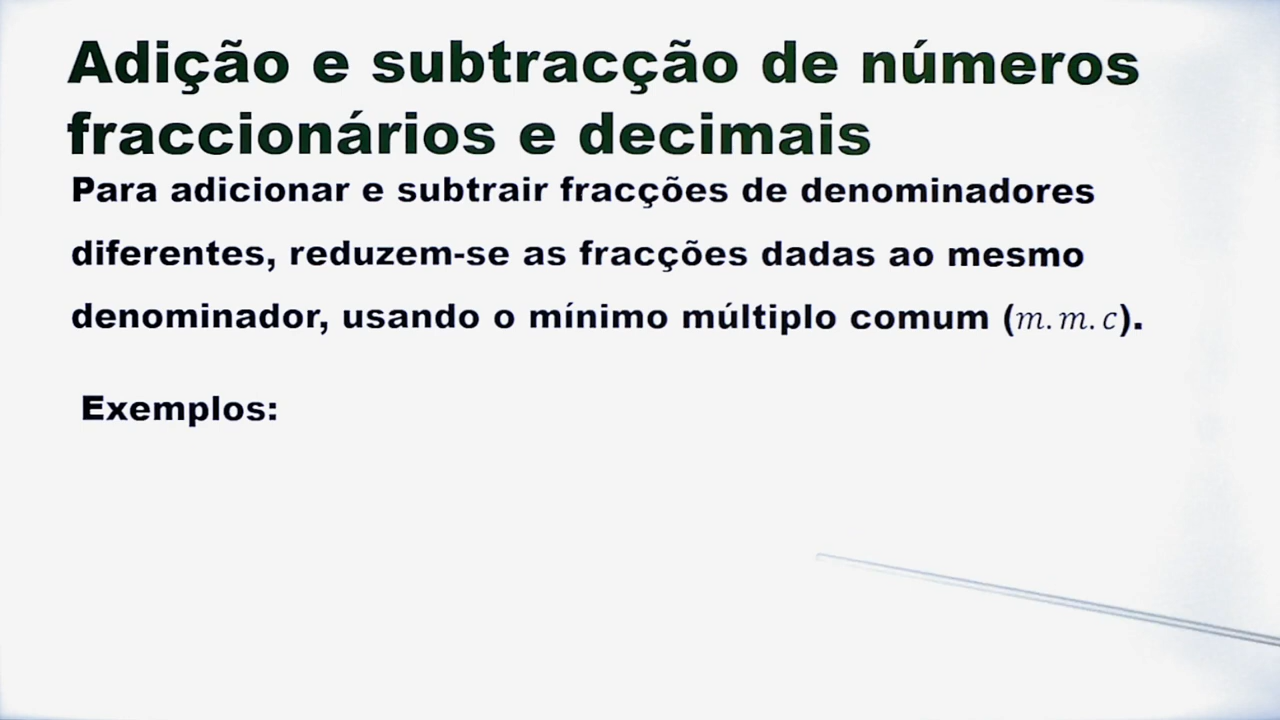 Adição e subtracção de números
fraccionários e decimais
Para adicionar e subtrair fracções de denominadores
diferentes, reduzem-se as fracções dadas ao mesmo
denominador, usando o mínimo múltiplo comum (m.m.c).
Exemplos: